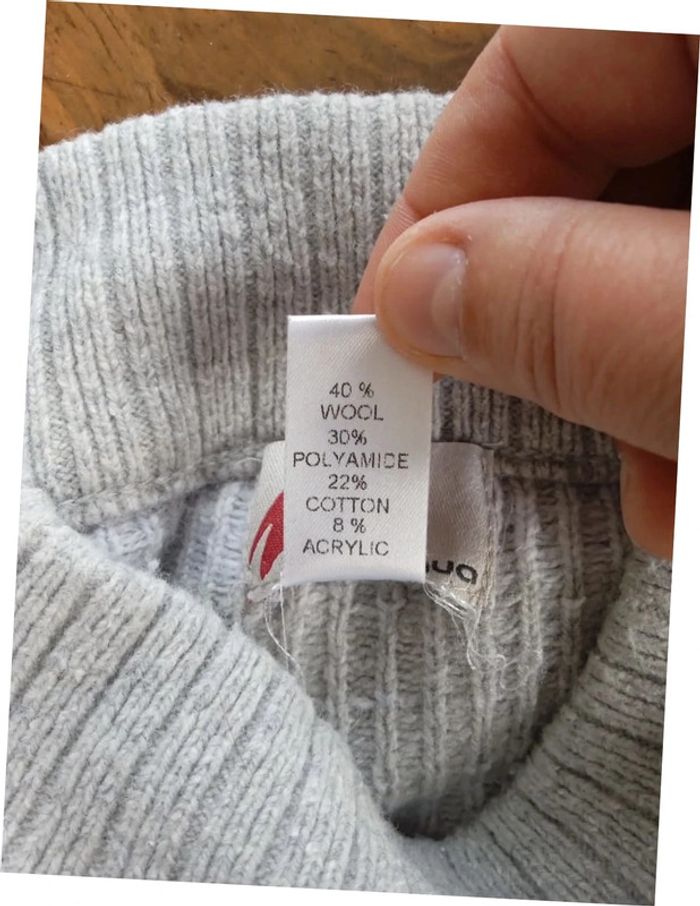 40 %
WOOL
30%
POLYAMIDE
22%
COTTON
8 %
ACRYLIC